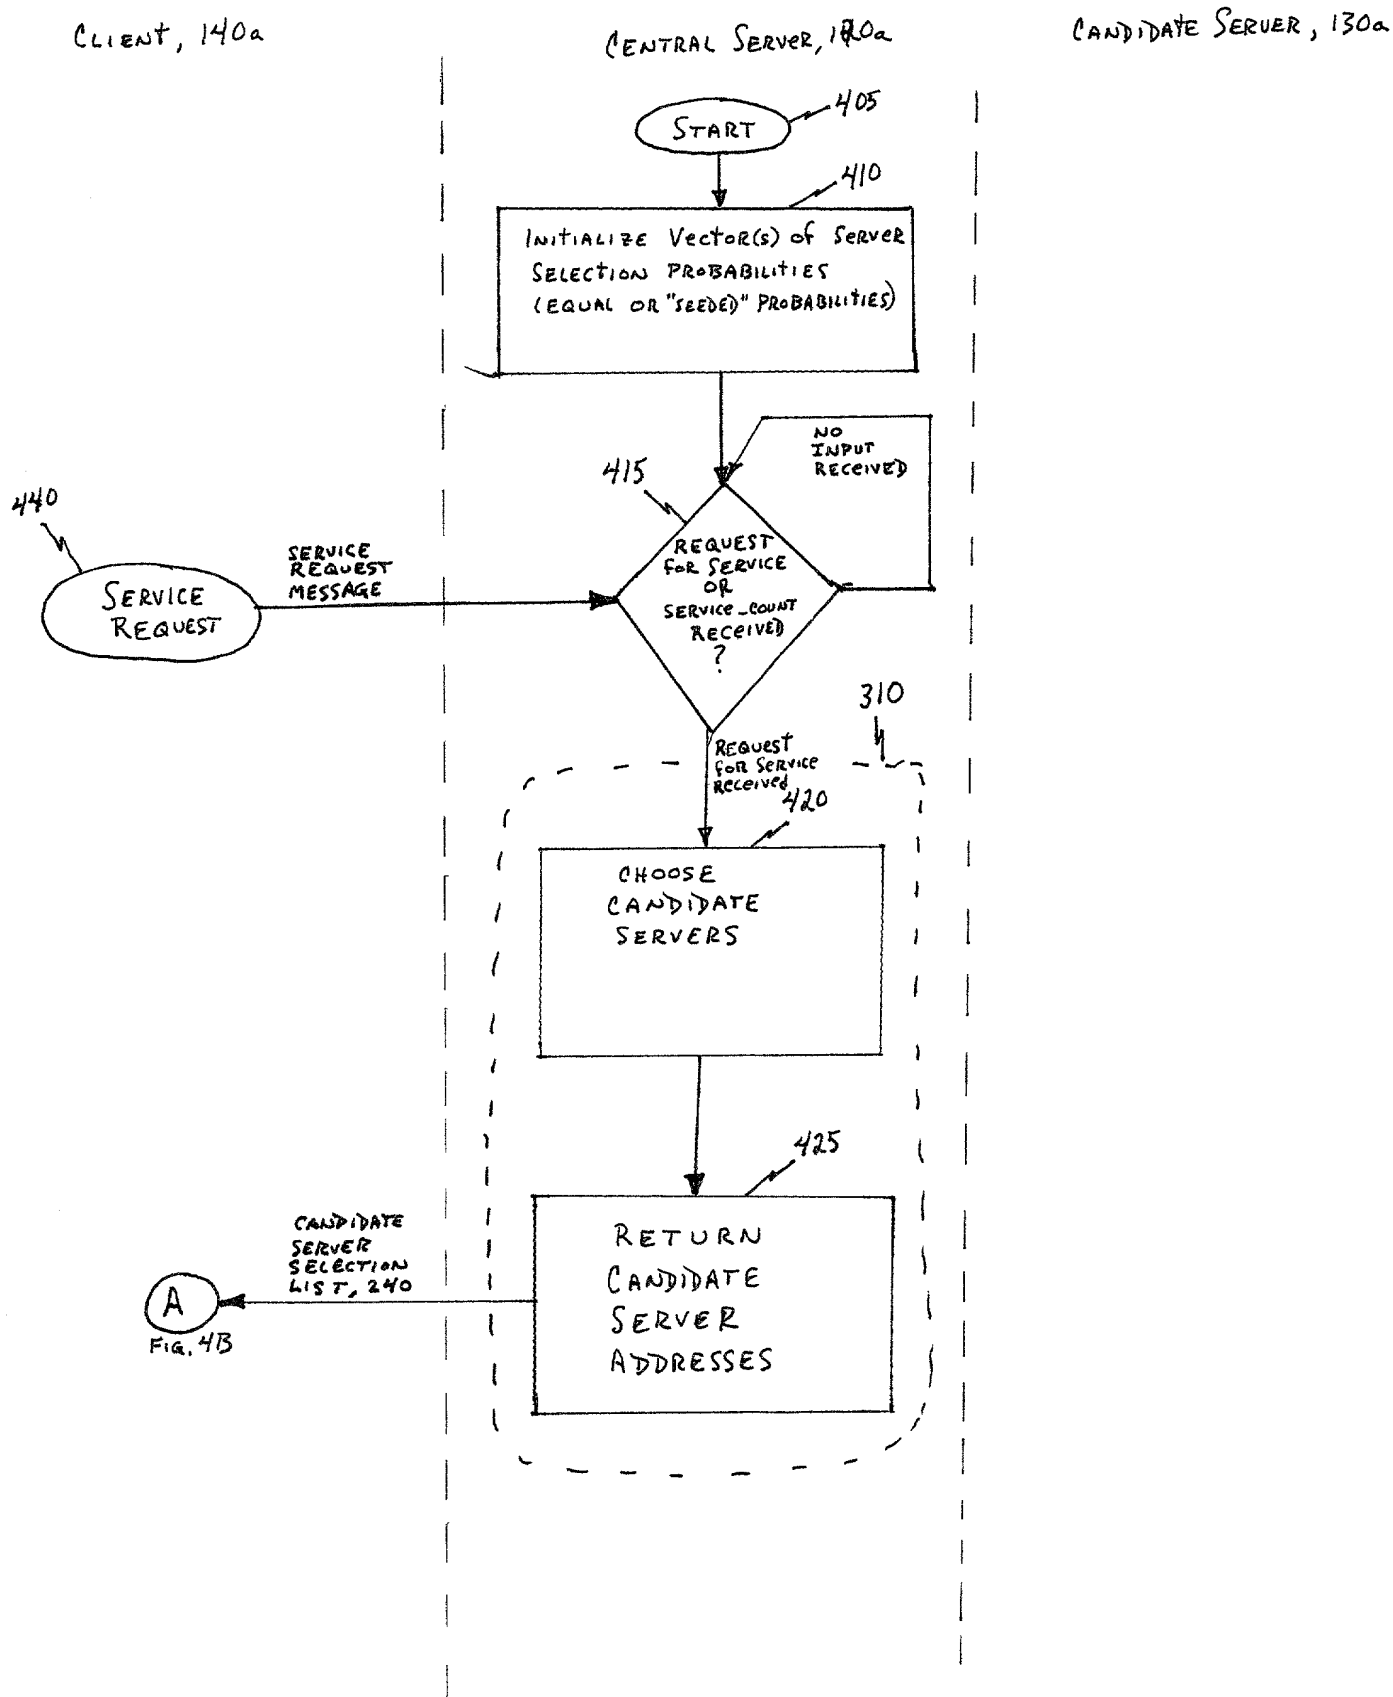 CLIENT, 140a
CENTRAL SERVER, 120a
CANDIDATE SERVER, 130a
START
405
410
INITIALIZE VECTOR(S) OF SERVER
SELECTION PROBABILITIES
(EQUAL OR "SEEDED" PROBABILITIES)
NO
INPUT
RECEIVED
415
440
SERVICE
REQUEST
MESSAGE
SERVICE
REQUEST
REQUEST
FOR SERVICE
OR
SERVICE_COUNT
RECEIVED
?
310
REQUEST
FOR SERVICE
RECEIVED
420
CHOOSE
CANDIDATE
SERVERS
425
CANDIDATE
SERVER
SELECTION
LIST, 240
RETURN
CANDIDATE
SERVER
ADDRESSES
A
FIG. 4B